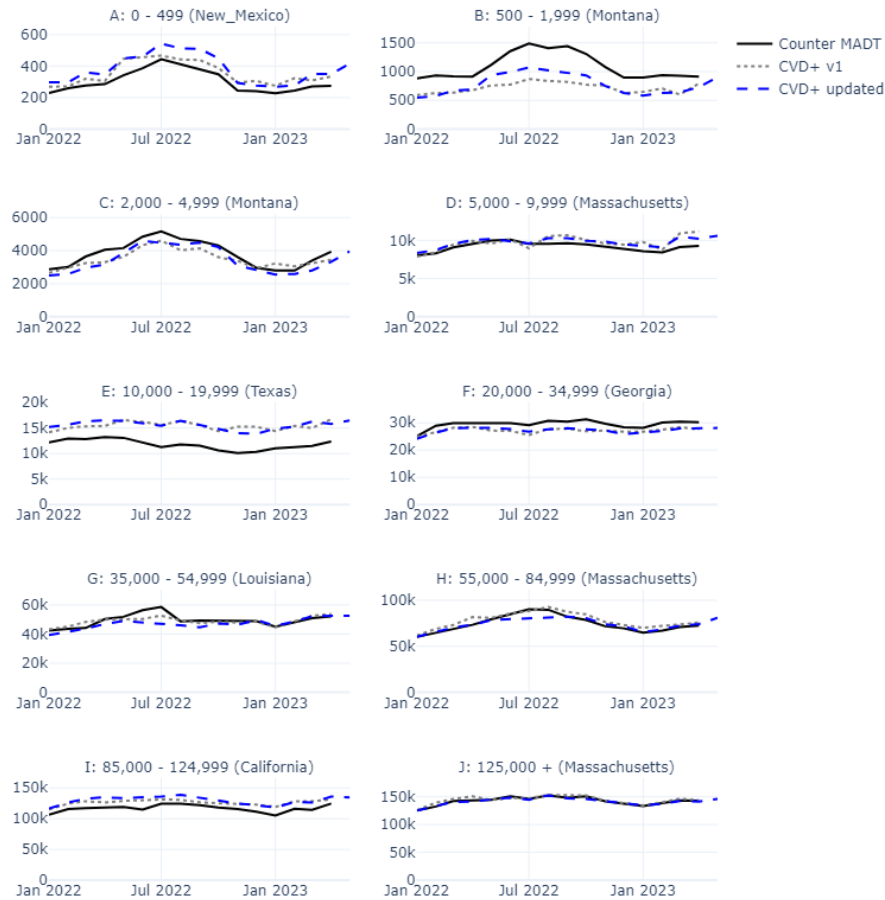 A: 0 - 499 (New_Mexico)
600
400
200
0
Jan 2022
Jul 2022
Jan 2023
B: 500 - 1,999 (Montana)
1500
1000
500
0
Jan 2022
Jul 2022
Jan 2023
Counter MADT
CVD+ v1
CVD+ updated
C: 2,000 - 4,999 (Montana)
6000
4000
2000
0
Jan 2022
Jul 2022
Jan 2023
D: 5,000 - 9,999 (Massachusetts)
10k
5k
0
Jan 2022
Jul 2022
Jan 2023
E: 10,000 - 19,999 (Texas)
20k
15k
10k
5k
0
Jan 2022
Jul 2022
Jan 2023
F: 20,000 - 34,999 (Georgia)
30k
20k
10k
0
Jan 2022
Jul 2022
Jan 2023
G: 35,000 - 54,999 (Louisiana)
60k
40k
20k
0
Jan 2022
Jul 2022
Jan 2023
H: 55,000 - 84,999 (Massachusetts)
100k
50k
0
Jan 2022
Jul 2022
Jan 2023
I: 85,000 - 124,999 (California)
150k
100k
50k
0
Jan 2022
Jul 2022
Jan 2023
J: 125,000 + (Massachusetts)
150k
100k
50k
0
Jan 2022
Jul 2022
Jan 2023